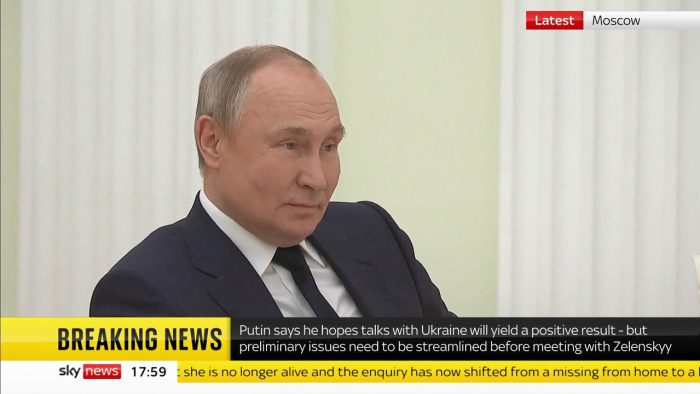 Latest Moscow
BREAKING NEWS
Putin says he hopes talks with Ukraine will yield a positive result - but
preliminary issues need to be streamlined before meeting with Zelenskyy
sky news 17:59 she is no longer alive and the enquiry has now shifted from a missing from home to a